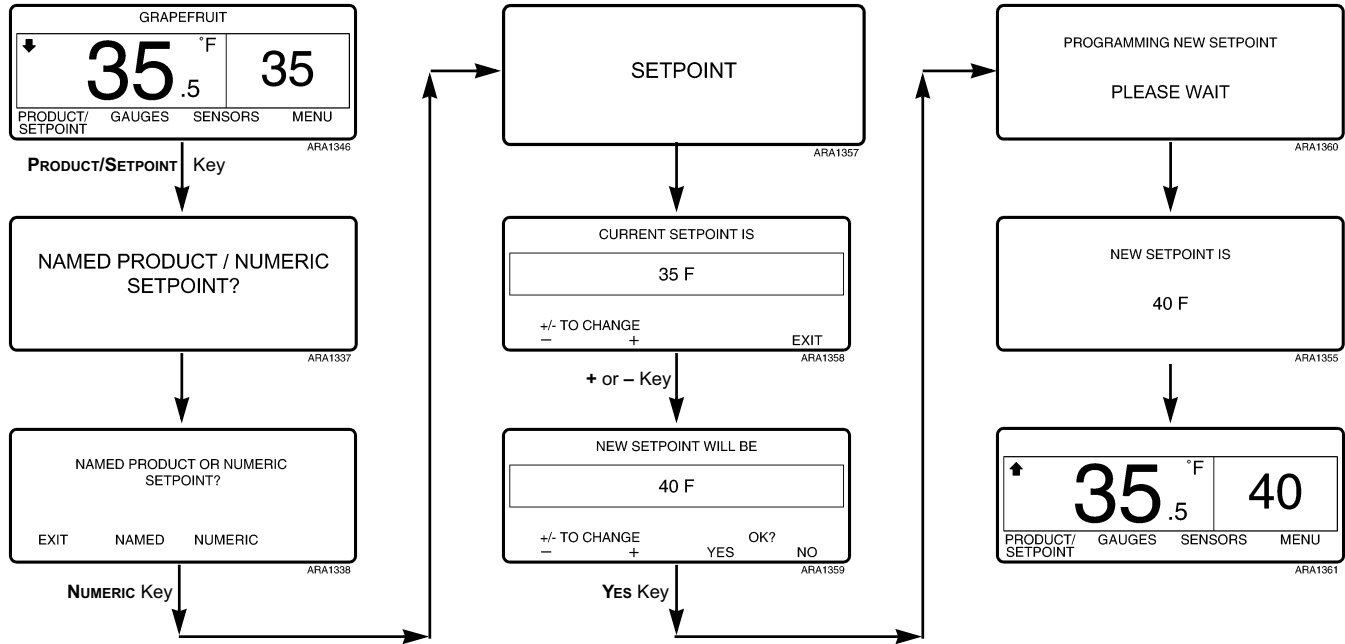 GRAPEFRUIT
35.5 °F 35
PRODUCT/
SETPOINT GAUGES SENSORS MENU
ARA1346
PRODUCT/SETPOINT Key
NAMED PRODUCT / NUMERIC
SETPOINT?
ARA1337
NAMED PRODUCT OR NUMERIC
SETPOINT?
EXIT NAMED NUMERIC
ARA1338
NUMERIC Key
SETPOINT
ARA1357
CURRENT SETPOINT IS
35 F
+/- TO CHANGE
– + EXIT
ARA1358
+ or – Key
NEW SETPOINT WILL BE
40 F
+/- TO CHANGE OK?
– + YES NO
ARA1359
YES Key
PROGRAMMING NEW SETPOINT
PLEASE WAIT
ARA1360
NEW SETPOINT IS
40 F
ARA1355
35.5 °F 40
PRODUCT/
SETPOINT GAUGES SENSORS MENU
ARA1361